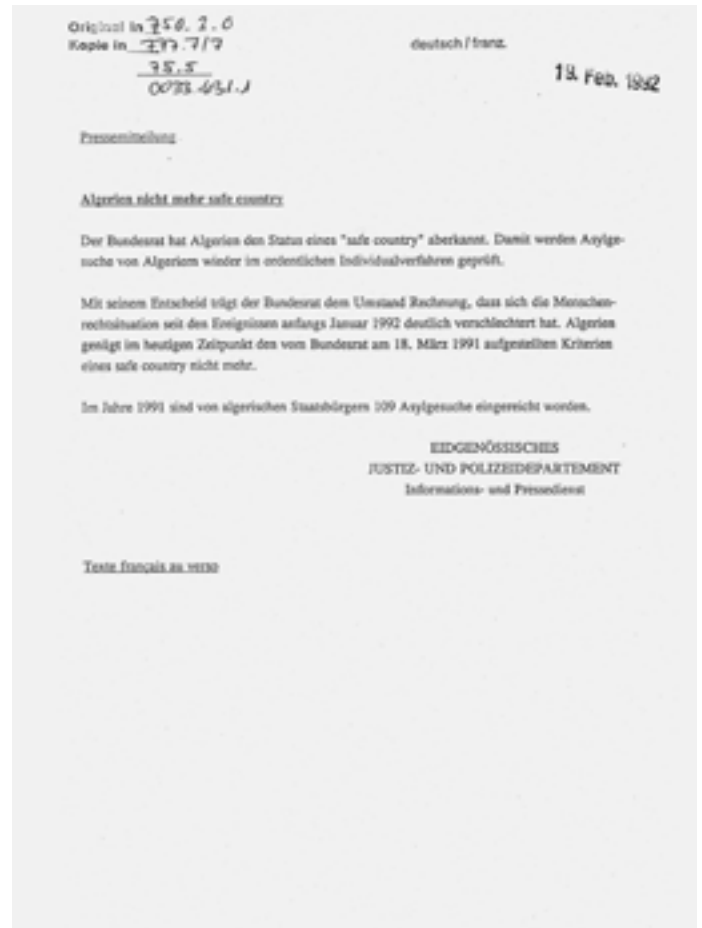 Original in 750.2.0
Kopie in 777.717
75.5
0033.431.1
deutsch / franz.
19. Feb. 1992
Pressemitteilung
Algerien nicht mehr safe country
Der Bundesrat hat Algerien den Status eines "safe country" aberkannt. Damit werden Asylge-
suche von Algeriern wieder im ordentlichen Individualverfahren geprüft.
Mit seinem Entscheid trägt der Bundesrat dem Umstand Rechnung, dass sich die Menschen-
rechtsituation seit den Ereignissen anfangs Januar 1992 deutlich verschlechtert hat. Algerien
genügt im heutigen Zeitpunkt den vom Bundesrat am 18. März 1991 aufgestellten Kriterien
eines safe country nicht mehr.
Im Jahre 1991 sind von algerischen Staatsbürgern 109 Asylgesuche eingereicht worden.
EIDGENÖSSISCHES
JUSTIZ- UND POLIZEIDEPARTEMENT
Informations- und Pressedienst
Texte français au verso